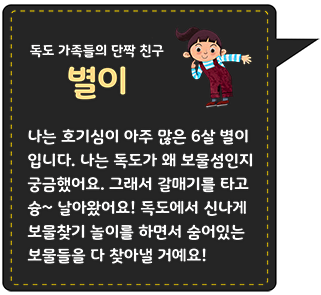 독도 가족들의 단짝 친구
별이
나는 호기심이 아주 많은 6살 별이
입니다. 나는 독도가 왜 보물섬인지
궁금했어요. 그래서 갈매기를 타고
슝~ 날아왔어요! 독도에서 신나게
보물찾기 놀이를 하면서 숨어있는
보물들을 다 찾아낼 거예요!